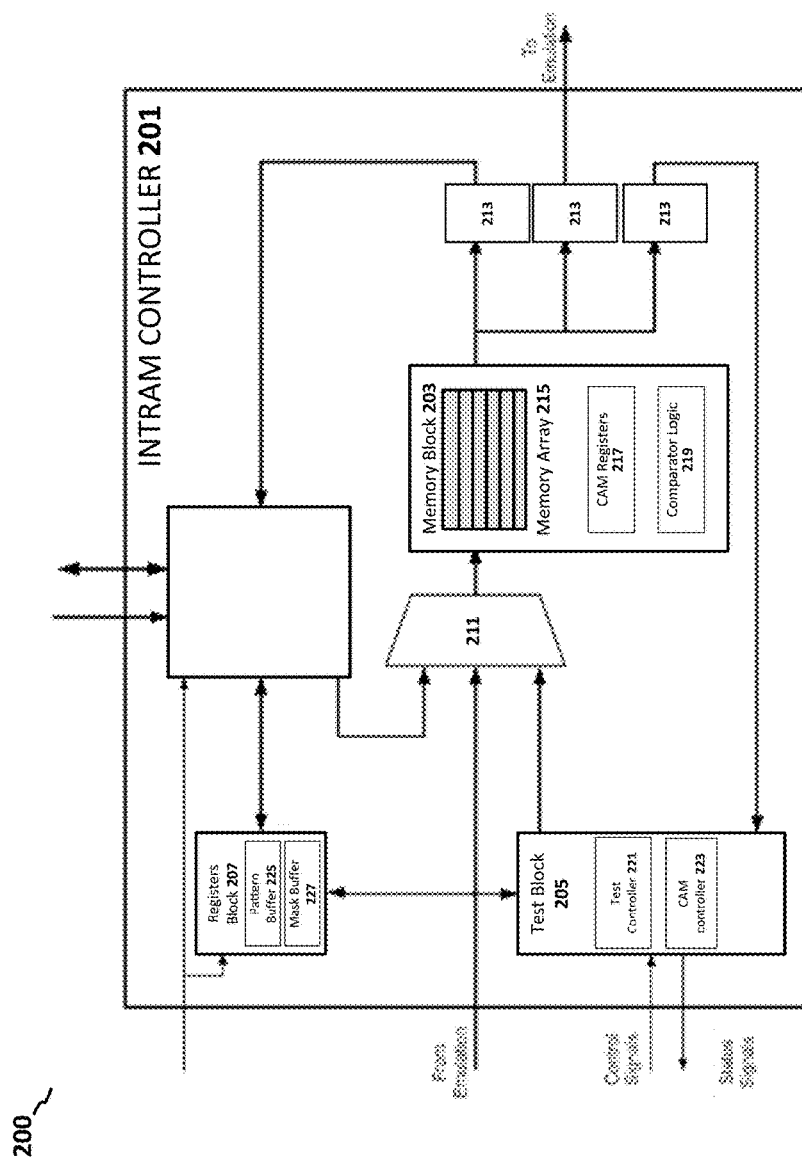 200
INTRAM CONTROLLER 201
Registers
Block 207
Pattern
Buffer 225
Mask Buffer
227
From
Emulation
211
Memory Block 203
Memory Array 215
CAM Registers
217
Comparator Logic
219
213
213
213
To
Emulation
Test Block
205
Test
Controller 221
CAM
controller 223
Control
Signals
Status
Signals